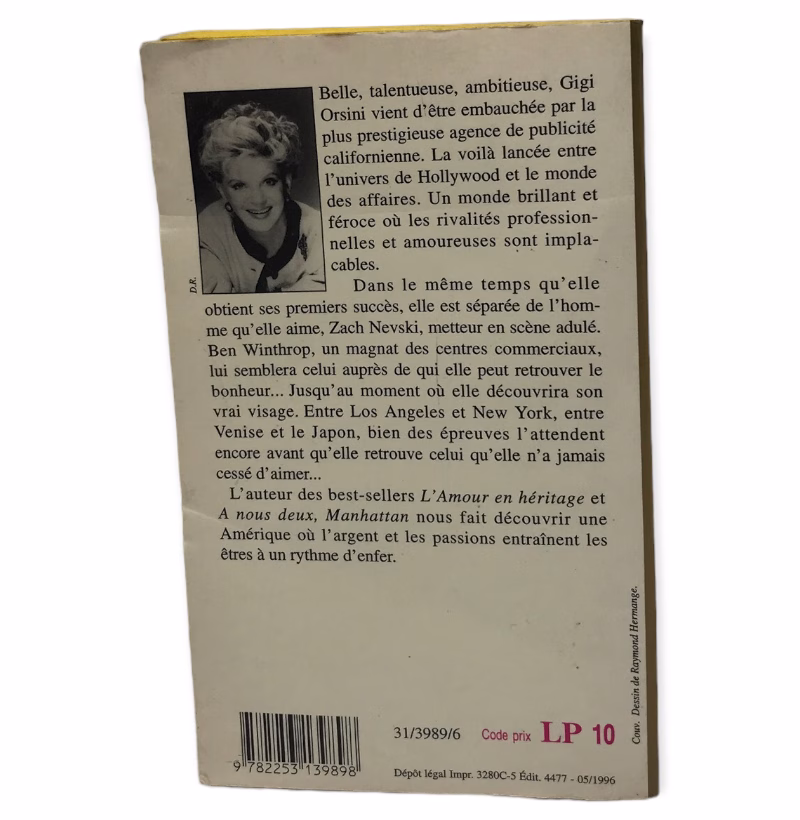 Belle, talentueuse, ambitieuse, Gigi
Orsini vient d'être embauchée par la
plus prestigieuse agence de publicité
californienne. La voilà lancée entre
l'univers de Hollywood et le monde
des affaires. Un monde brillant et
féroce où les rivalités profession-
nelles et amoureuses sont impla-
cables.
D.R.
Dans le même temps qu'elle
obtient ses premiers succès, elle est séparée de l'hom-
me qu'elle aime, Zach Nevski, metteur en scène adulé.
Ben Winthrop, un magnat des centres commerciaux,
lui semblera celui auprès de qui elle peut retrouver le
bonheur... Jusqu'au moment où elle découvrira son
vrai visage. Entre Los Angeles et New York, entre
Venise et le Japon, bien des épreuves l'attendent
encore avant qu'elle retrouve celui qu'elle n'a jamais
cessé d'aimer...
L'auteur des best-sellers L'Amour en héritage et
A nous deux, Manhattan nous fait découvrir une
Amérique où l'argent et les passions entraînent les
êtres à un rythme d'enfer.
Couv. Dessin de Raymond Hermange.
31/3989/6 Code prix LP 10
9 782253 139898
Dépôt légal Impr. 3280C-5 Édit. 4477 - 05/1996